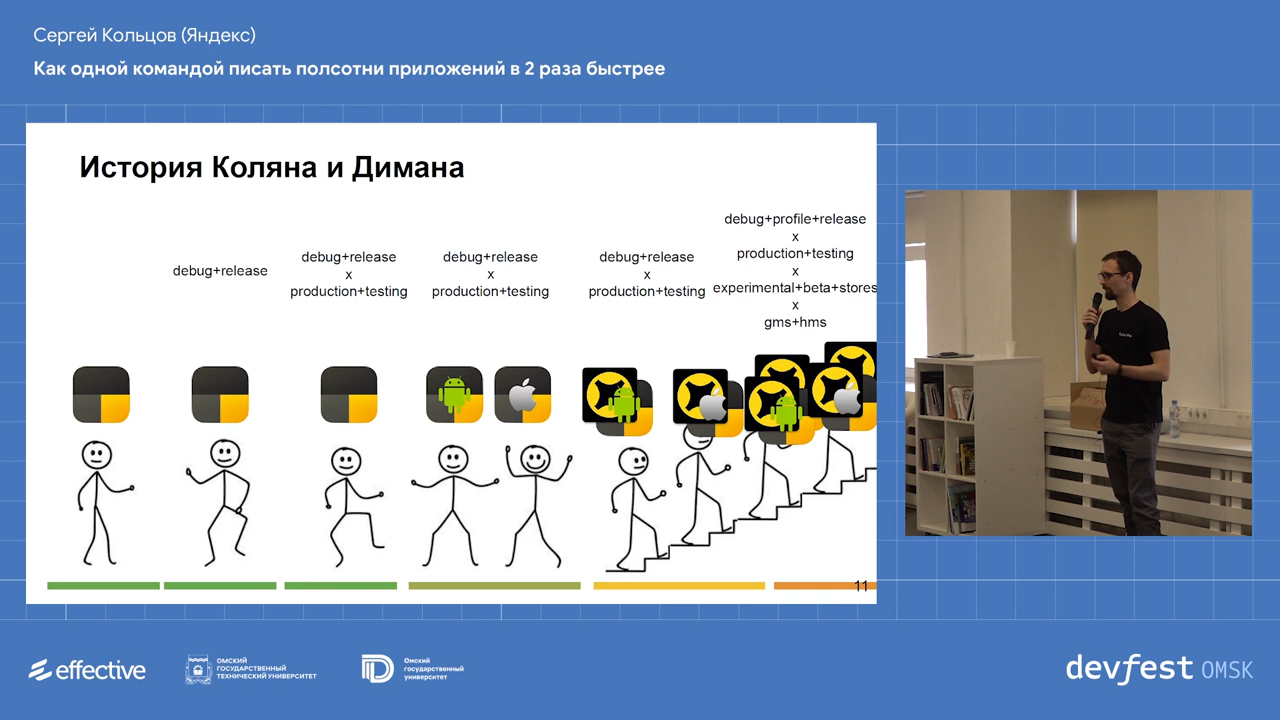 Сергей Кольцов (Яндекс)
Как одной командой писать полсотни приложений в 2 раза быстрее
История Коляна и Димана
debug+release
debug+release
x
production+testing
debug+release
x
production+testing
debug+release
x
production+testing
debug+profile+release
x
production+testing
x
experimental+beta+stores
x
gms+hms
11
effective
ОМСКИЙ
ГОСУДАРСТВЕННЫЙ
ТЕХНИЧЕСКИЙ УНИВЕРСИТЕТ
Омский
государственный
университет
devfest OMSK